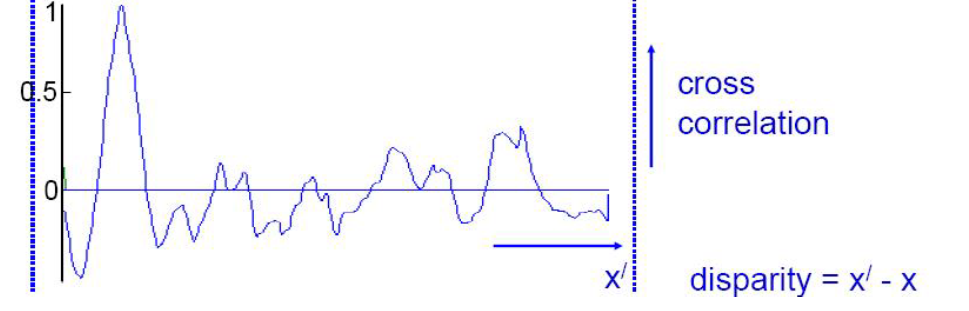 1
0.5
0
cross
correlation
x/
disparity = x/ - x